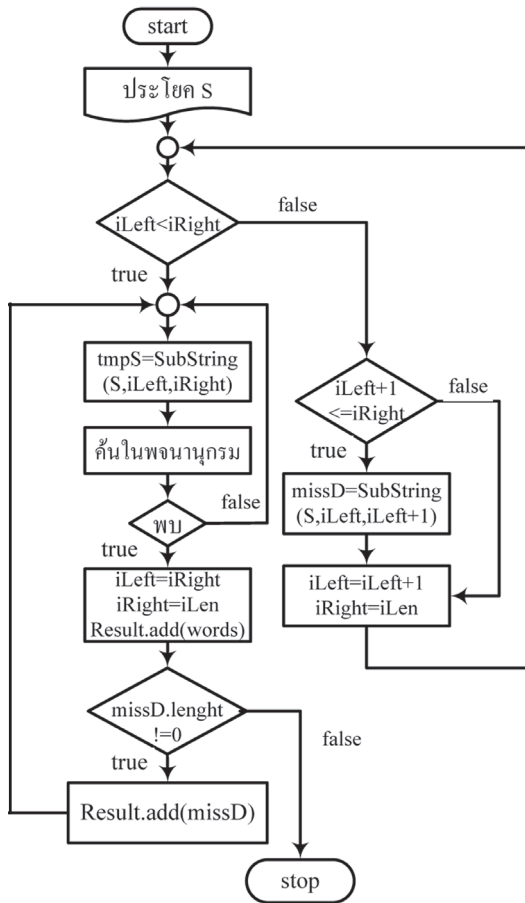 start
ประโยค S
iLeft<iRight
false
true
tmpS=SubString
(S,iLeft,iRight)
iLeft+1
<=iRight
false
true
ค้นในพจนานุกรม
false
missD=SubString
(S,iLeft,iLeft+1)
พบ
true
iLeft=iRight
iRight=iLen
Result.add(words)
iLeft=iLeft+1
iRight=iLen
missD.lenght
!=0
false
true
Result.add(missD)
stop